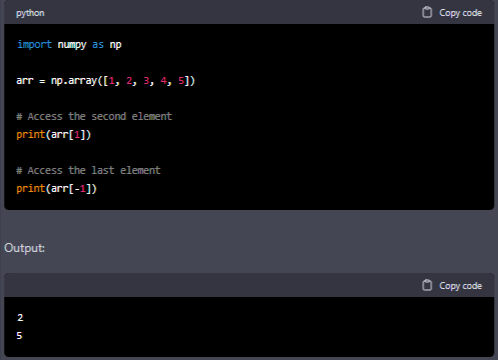 python Copy code
import numpy as np
arr = np.array([1, 2, 3, 4, 5])
# Access the second element
print(arr[1])
# Access the last element
print(arr[-1])
Output:
Copy code
2
5